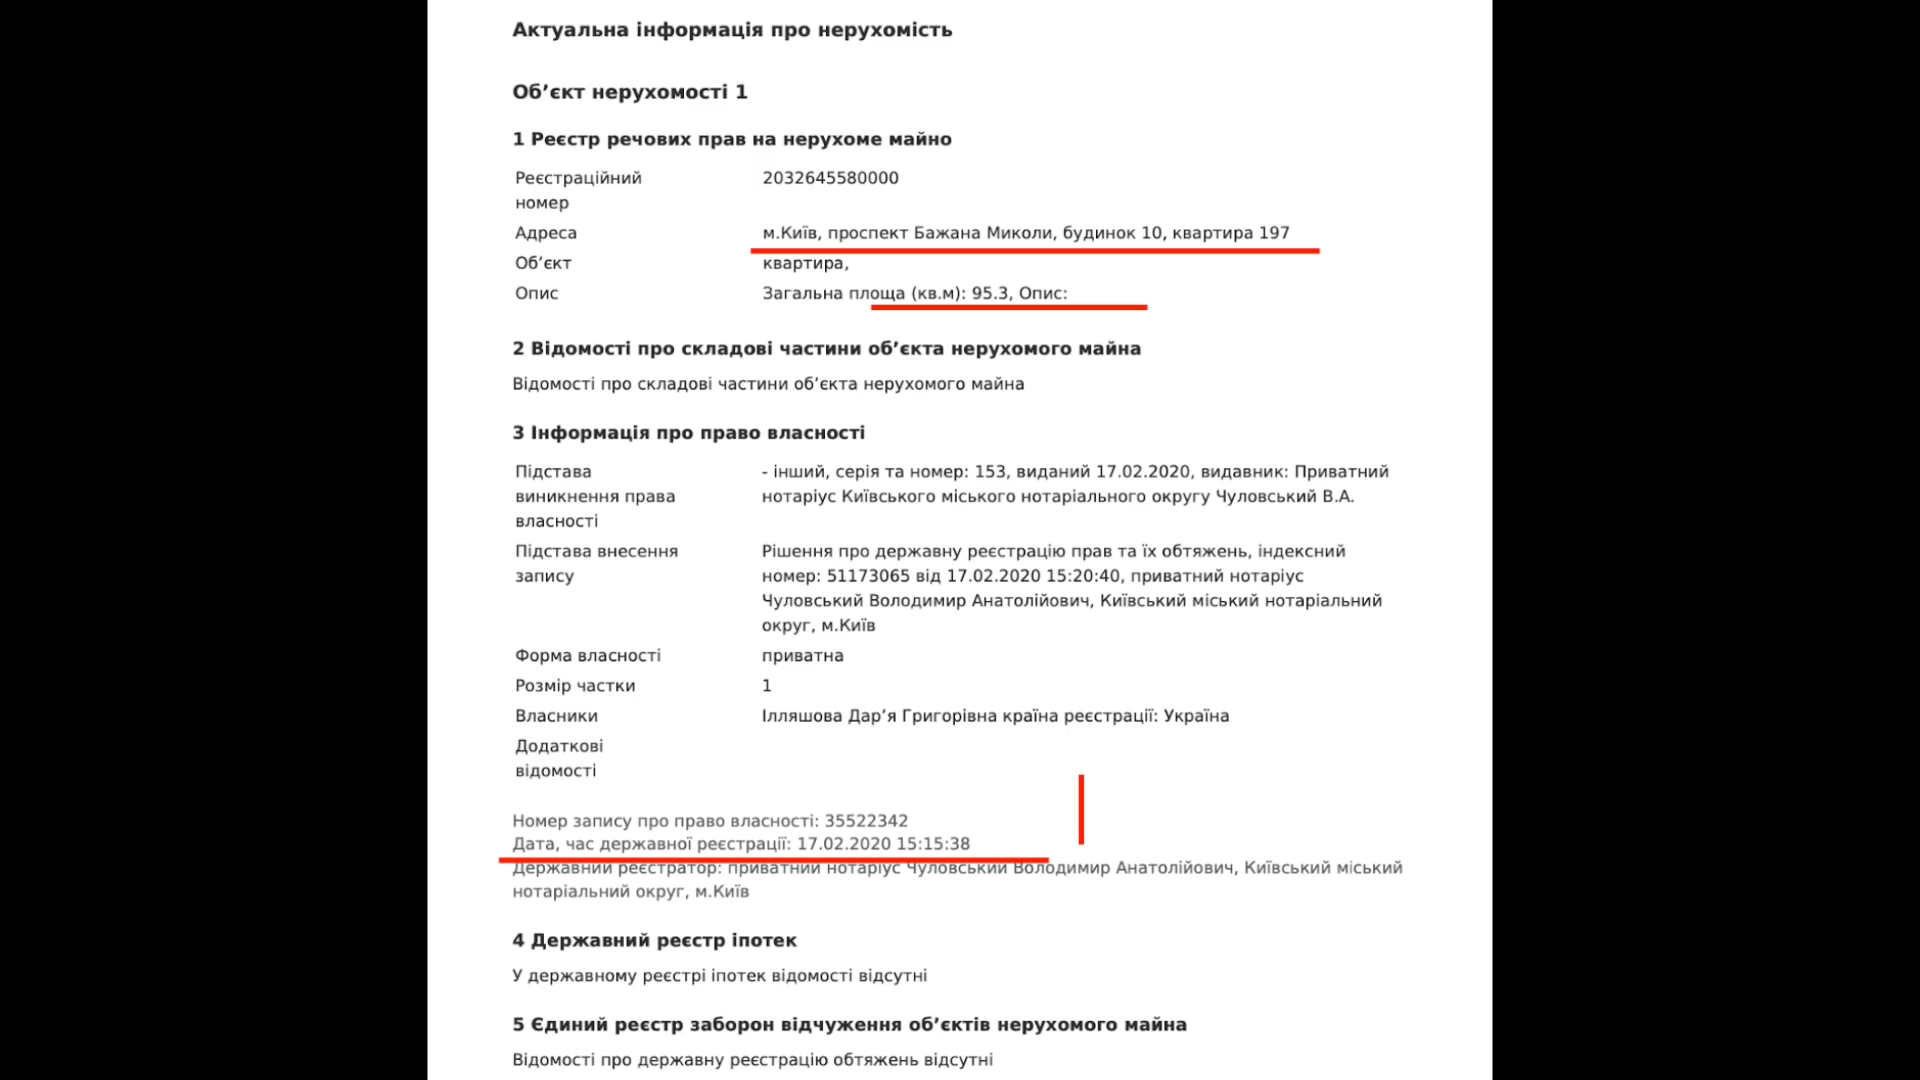 Актуальна інформація про нерухомість
Об’єкт нерухомості 1
1 Реєстр речових прав на нерухоме майно
Реєстраційний номер 2032645580000
Адреса м.Київ, проспект Бажана Миколи, будинок 10, квартира 197
Об’єкт квартира,
Опис Загальна площа (кв.м): 95.3, Опис:
2 Відомості про складові частини об’єкта нерухомого майна
Відомості про складові частини об’єкта нерухомого майна
3 Інформація про право власності
Підстава виникнення права власності
- інший, серія та номер: 153, виданий 17.02.2020, видавник: Приватний
нотаріус Київського міського нотаріального округу Чуловський В.А.
Підстава внесення запису
Рішення про державну реєстрацію прав та їх обтяжень, індексний
номер: 51173065 від 17.02.2020 15:20:40, приватний нотаріус
Чуловський Володимир Анатолійович, Київський міський нотаріальний
округ, м.Київ
Форма власності приватна
Розмір частки 1
Власники Ілляшова Дар’я Григорівна країна реєстрації: Україна
Додаткові
відомості
Номер запису про право власності: 35522342
Дата, час державної реєстрації: 17.02.2020 15:15:38
Державний реєстратор: приватний нотаріус Чуловський Володимир Анатолійович, Київський міський
нотаріальний округ, м.Київ
4 Державний реєстр іпотек
У державному реєстрі іпотек відомості відсутні
5 Єдиний реєстр заборон відчуження об’єктів нерухомого майна
Відомості про державну реєстрацію обтяжень відсутні